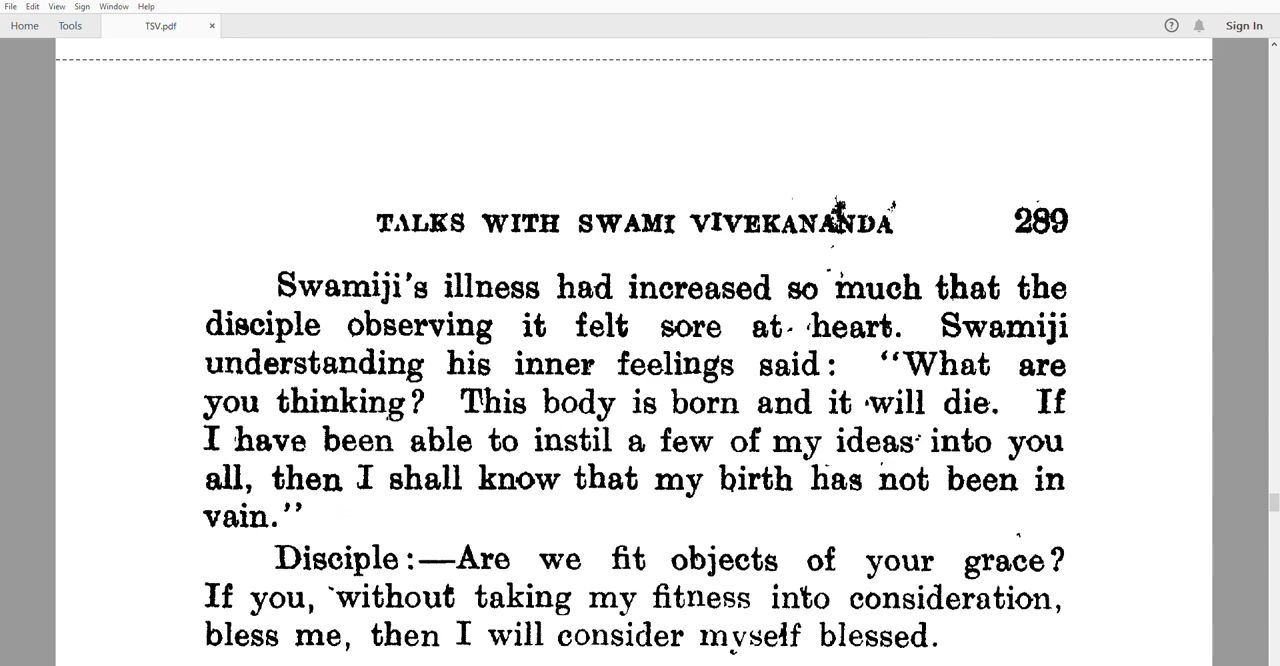 File Edit View Sign Window Help
Home Tools TSV.pdf × ? Sign In
TALKS WITH SWAMI VIVEKANANDA 289
Swamiji's illness had increased so much that the
disciple observing it felt sore at heart. Swamiji
understanding his inner feelings said: "What are
you thinking? This body is born and it will die. If
I have been able to instil a few of my ideas into you
all, then I shall know that my birth has not been in
vain."
Disciple:—Are we fit objects of your grace?
If you, without taking my fitness into consideration,
bless me, then I will consider myself blessed.